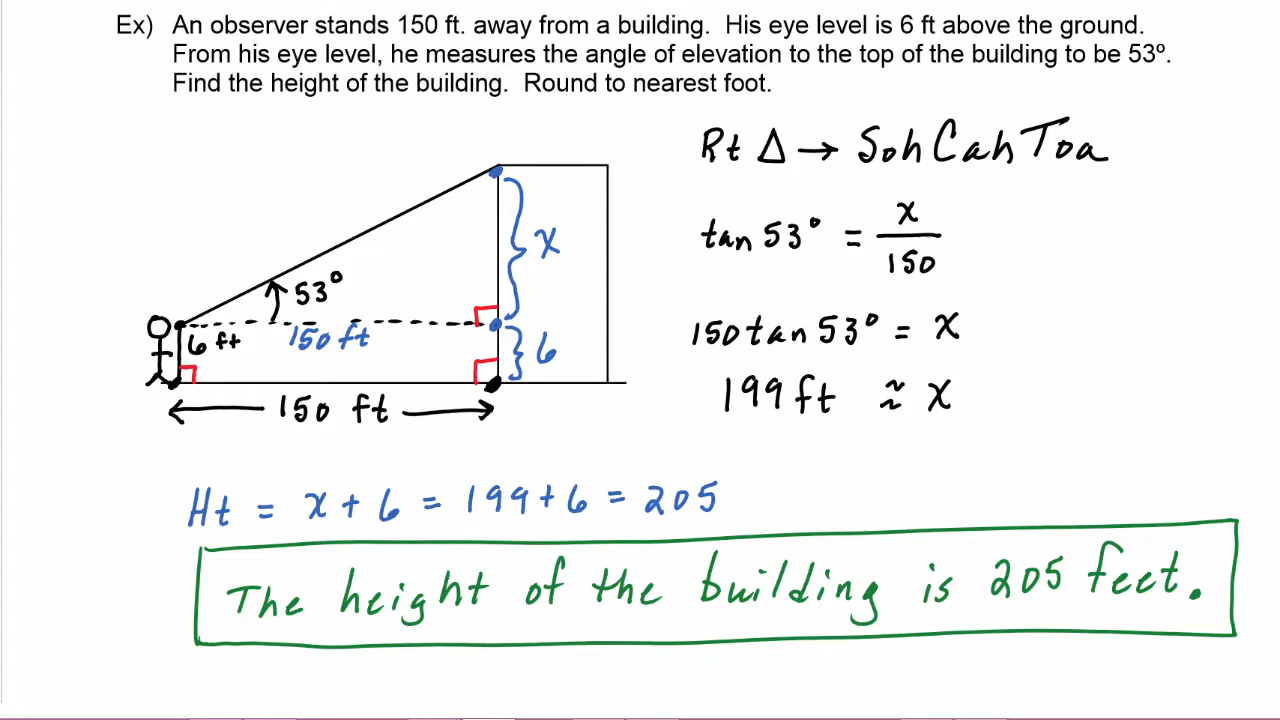 Ex) An observer stands 150 ft. away from a building. His eye level is 6 ft above the ground.
From his eye level, he measures the angle of elevation to the top of the building to be 53º.
Find the height of the building. Round to nearest foot.
Rt Δ → SohCahToa
tan 53° = x/150
150 tan 53° = x
199 ft ≈ x
x
53°
6 ft
150 ft
6
150 ft
Ht = x + 6 = 199 + 6 = 205
The height of the building is 205 feet.